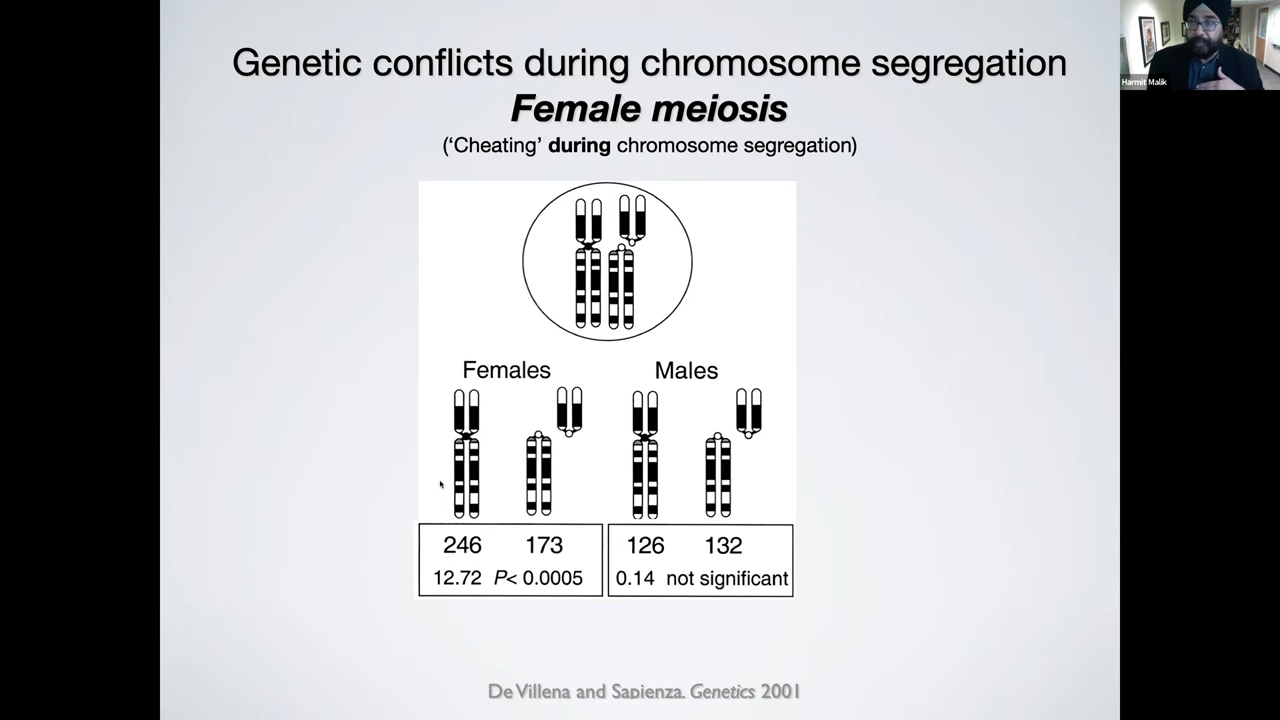 Genetic conflicts during chromosome segregation
Female meiosis
(‘Cheating’ during chromosome segregation)
Harmit Malik
Females
Males
246 173
12.72 P< 0.0005
126 132
0.14 not significant
De Villena and Sapienza. Genetics 2001